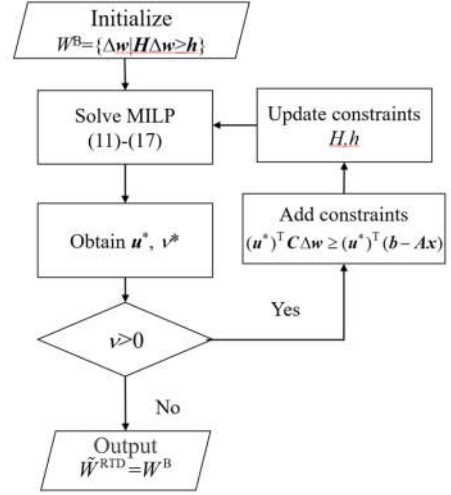 Initialize
W^B={Δw|HΔw>h}
Solve MILP
(11)-(17)
Update constraints
H,h
Obtain u*, v*
Add constraints
(u*)^T CΔw ≥ (u*)^T (b − Ax)
Yes
v>0
No
Output
W̃^RTD=W^B